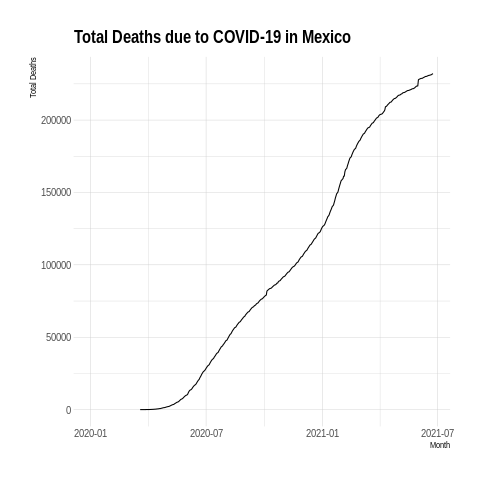 Total Deaths due to COVID-19 in Mexico
Total Deaths
200000
150000
100000
50000
0
2020-01 2020-07 2021-01 2021-07
Month